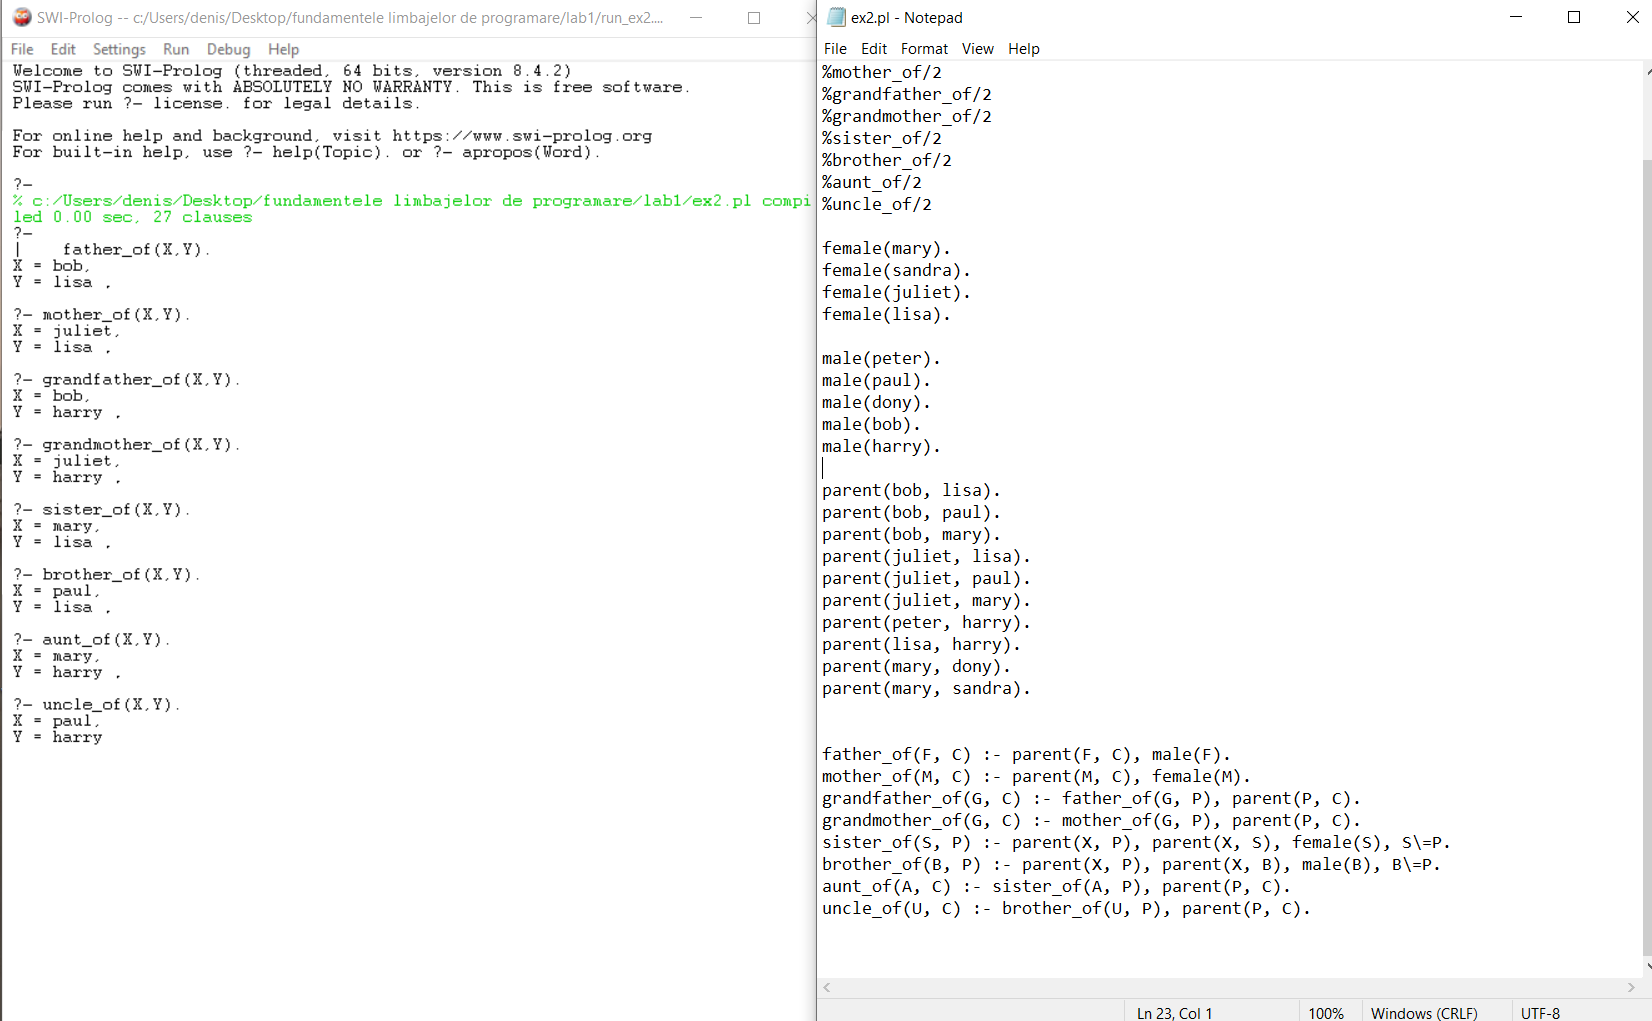 SWI-Prolog -- c:/Users/denis/Desktop/fundamentele limbajelor de programare/lab1/run_ex2....
File Edit Settings Run Debug Help
Welcome to SWI-Prolog (threaded, 64 bits, version 8.4.2)
SWI-Prolog comes with ABSOLUTELY NO WARRANTY. This is free software.
Please run ?- license. for legal details.

For online help and background, visit https://www.swi-prolog.org
For built-in help, use ?- help(Topic). or ?- apropos(Word).

?-
% c:/Users/denis/Desktop/fundamentele limbajelor de programare/lab1/ex2.pl compi
led 0.00 sec, 27 clauses
?-
|    father_of(X,Y).
X = bob,
Y = lisa .

?- mother_of(X,Y).
X = juliet,
Y = lisa .

?- grandfather_of(X,Y).
X = bob,
Y = harry .

?- grandmother_of(X,Y).
X = juliet,
Y = harry .

?- sister_of(X,Y).
X = mary,
Y = lisa .

?- brother_of(X,Y).
X = paul,
Y = lisa .

?- aunt_of(X,Y).
X = mary,
Y = harry .

?- uncle_of(X,Y).
X = paul,
Y = harry

ex2.pl - Notepad
File Edit Format View Help
%mother_of/2
%grandfather_of/2
%grandmother_of/2
%sister_of/2
%brother_of/2
%aunt_of/2
%uncle_of/2

female(mary).
female(sandra).
female(juliet).
female(lisa).

male(peter).
male(paul).
male(dony).
male(bob).
male(harry).

parent(bob, lisa).
parent(bob, paul).
parent(bob, mary).
parent(juliet, lisa).
parent(juliet, paul).
parent(juliet, mary).
parent(peter, harry).
parent(lisa, harry).
parent(mary, dony).
parent(mary, sandra).

father_of(F, C) :- parent(F, C), male(F).
mother_of(M, C) :- parent(M, C), female(M).
grandfather_of(G, C) :- father_of(G, P), parent(P, C).
grandmother_of(G, C) :- mother_of(G, P), parent(P, C).
sister_of(S, P) :- parent(X, P), parent(X, S), female(S), S\=P.
brother_of(B, P) :- parent(X, P), parent(X, B), male(B), B\=P.
aunt_of(A, C) :- sister_of(A, P), parent(P, C).
uncle_of(U, C) :- brother_of(U, P), parent(P, C).

Ln 23, Col 1 100% Windows (CRLF) UTF-8